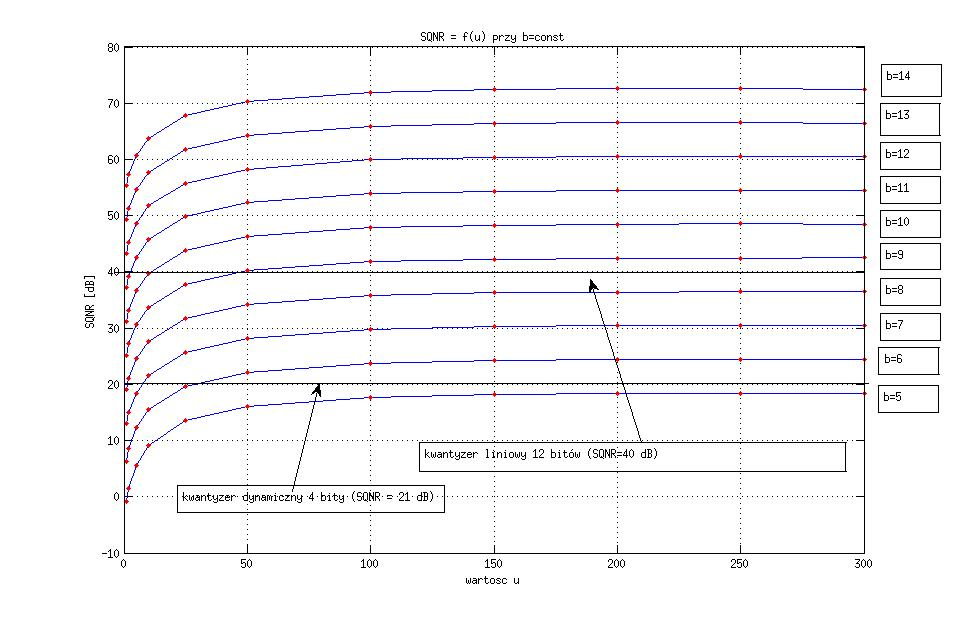 SQNR = f(u) przy b=const
80
70
60
50
40
30
20
10
0
-10
SQNR [dB]
0
50
100
150
200
250
300
wartosc u
b=14
b=13
b=12
b=11
b=10
b=9
b=8
b=7
b=6
b=5
kwantyzer liniowy 12 bitów (SQNR=40 dB)
kwantyzer dynamiczny 4 bity (SQNR = 21 dB)